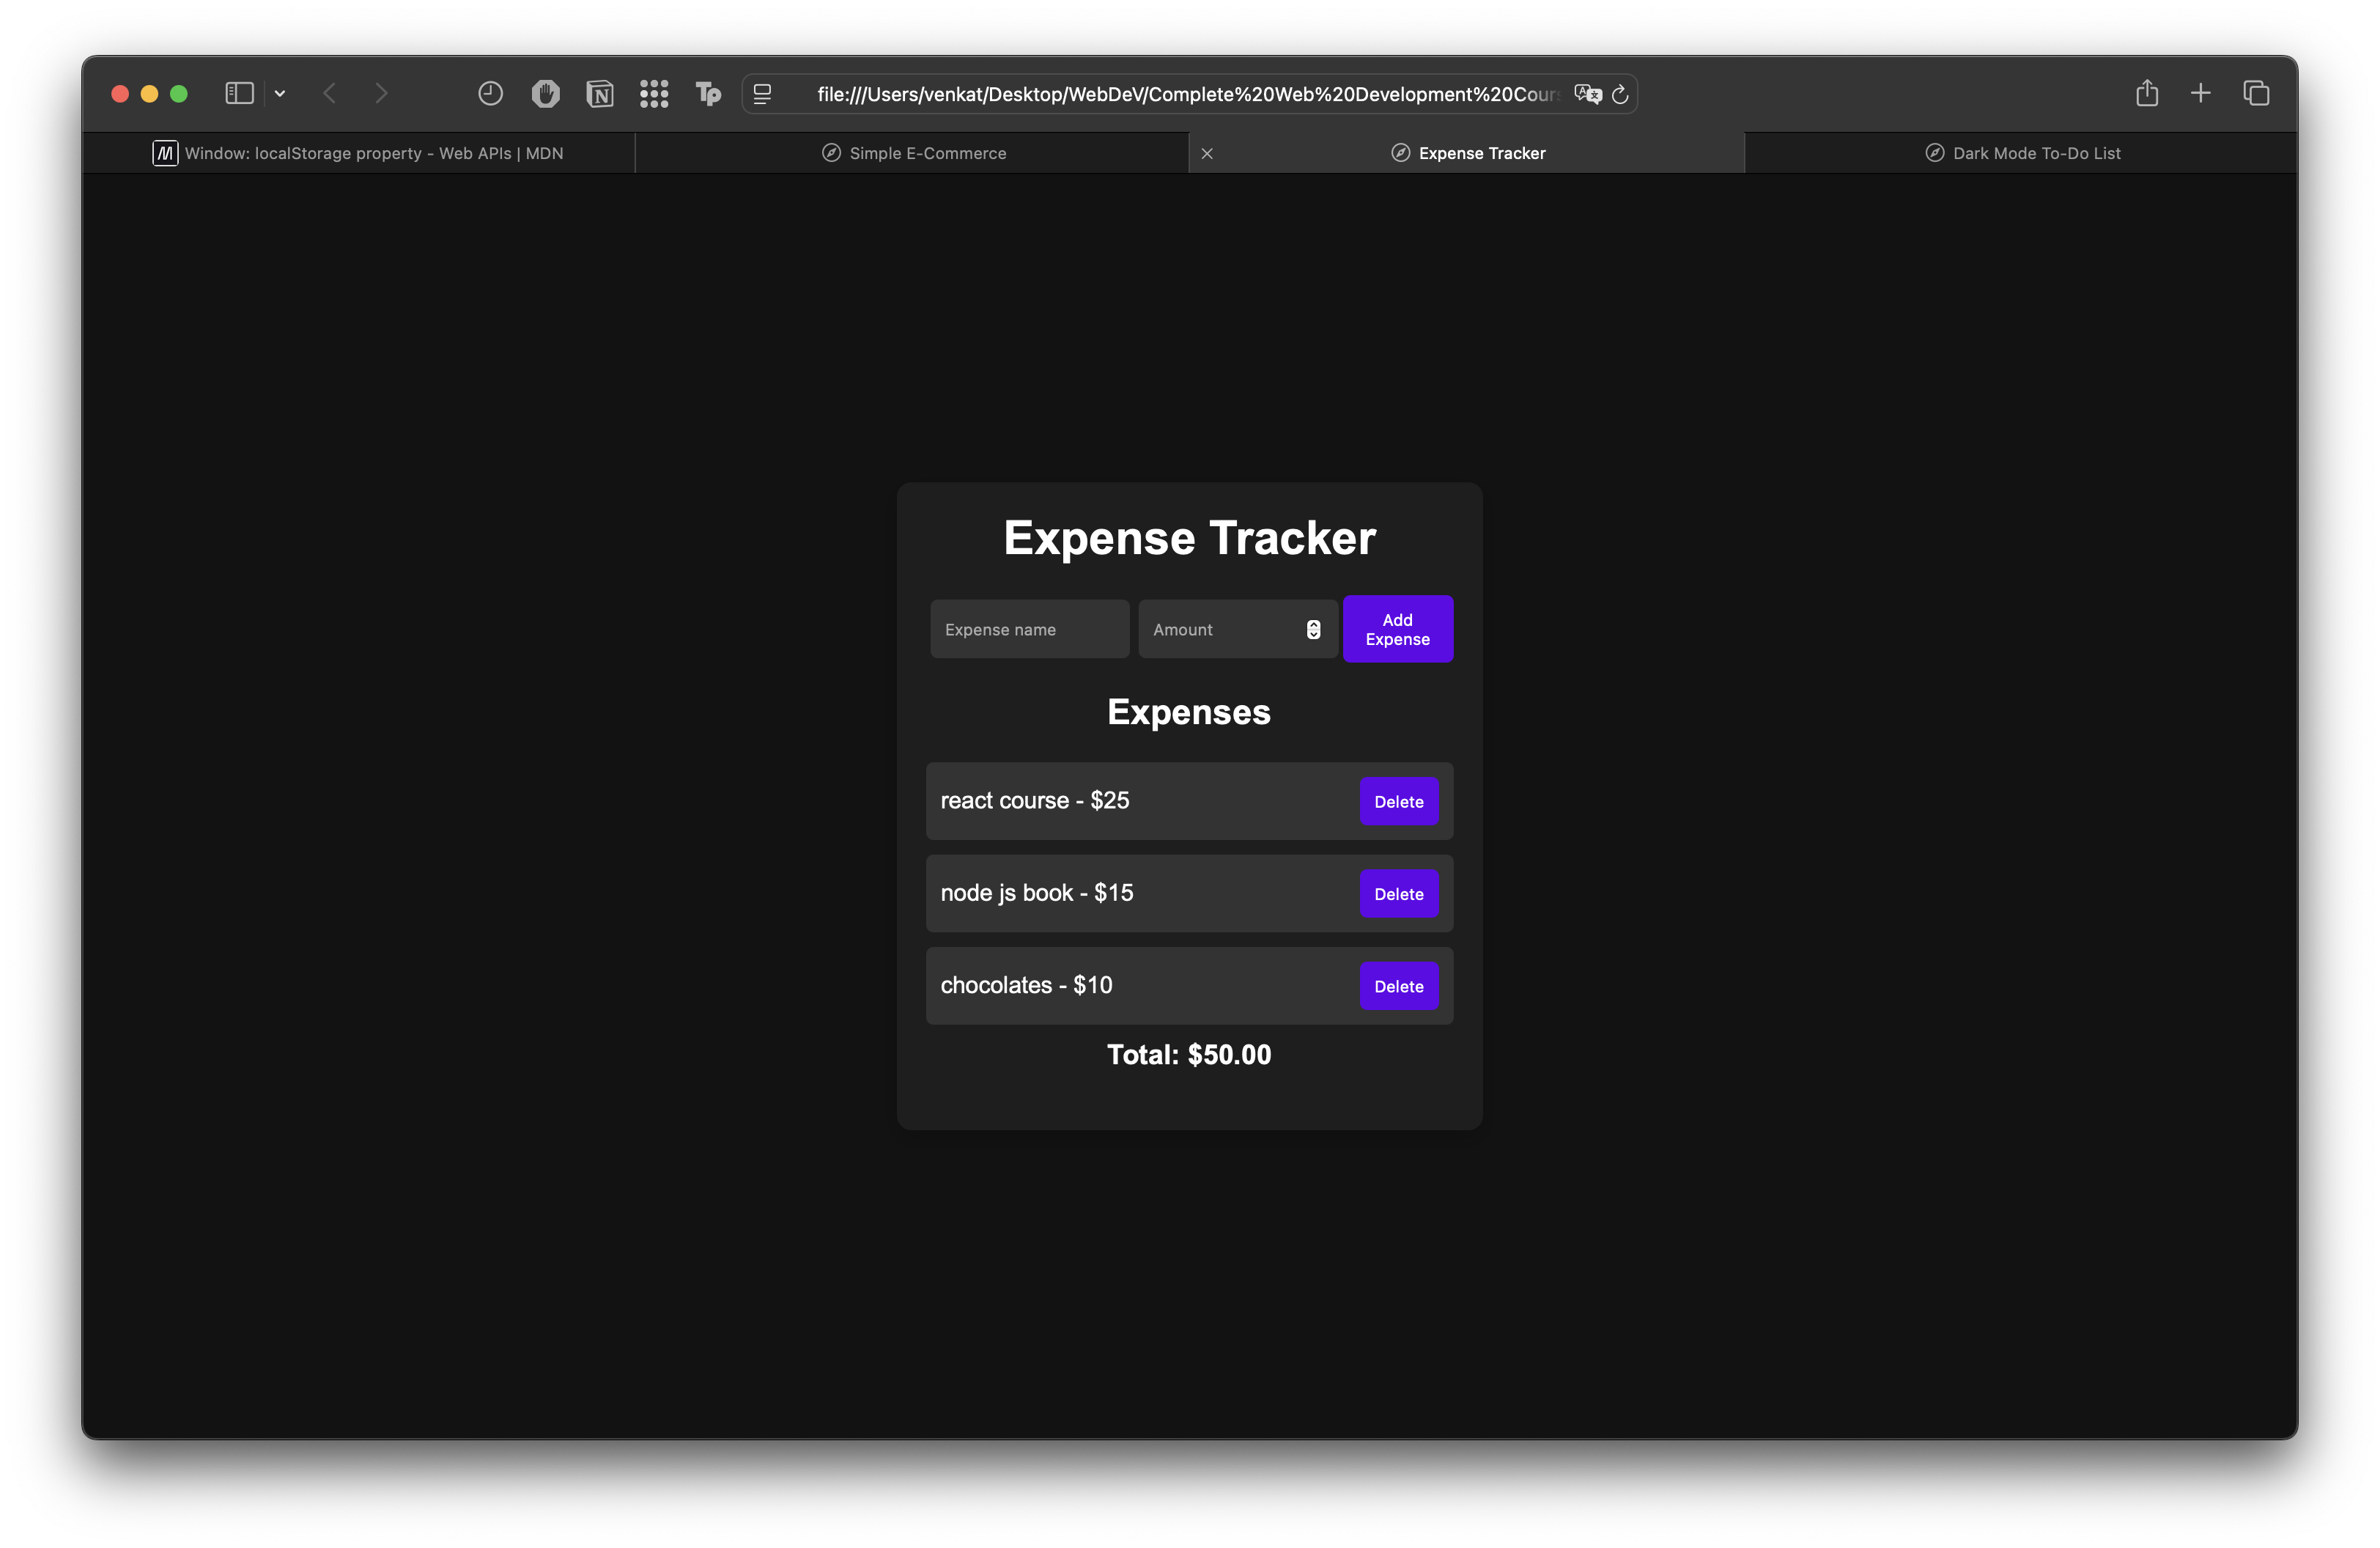 file:///Users/venkat/Desktop/WebDeV/Complete%20Web%20Development%20Cour
Window: localStorage property - Web APIs | MDN
Simple E-Commerce
Expense Tracker
Dark Mode To-Do List
Expense Tracker
Expense name
Amount
Add
Expense
Expenses
react course - $25
Delete
node js book - $15
Delete
chocolates - $10
Delete
Total: $50.00